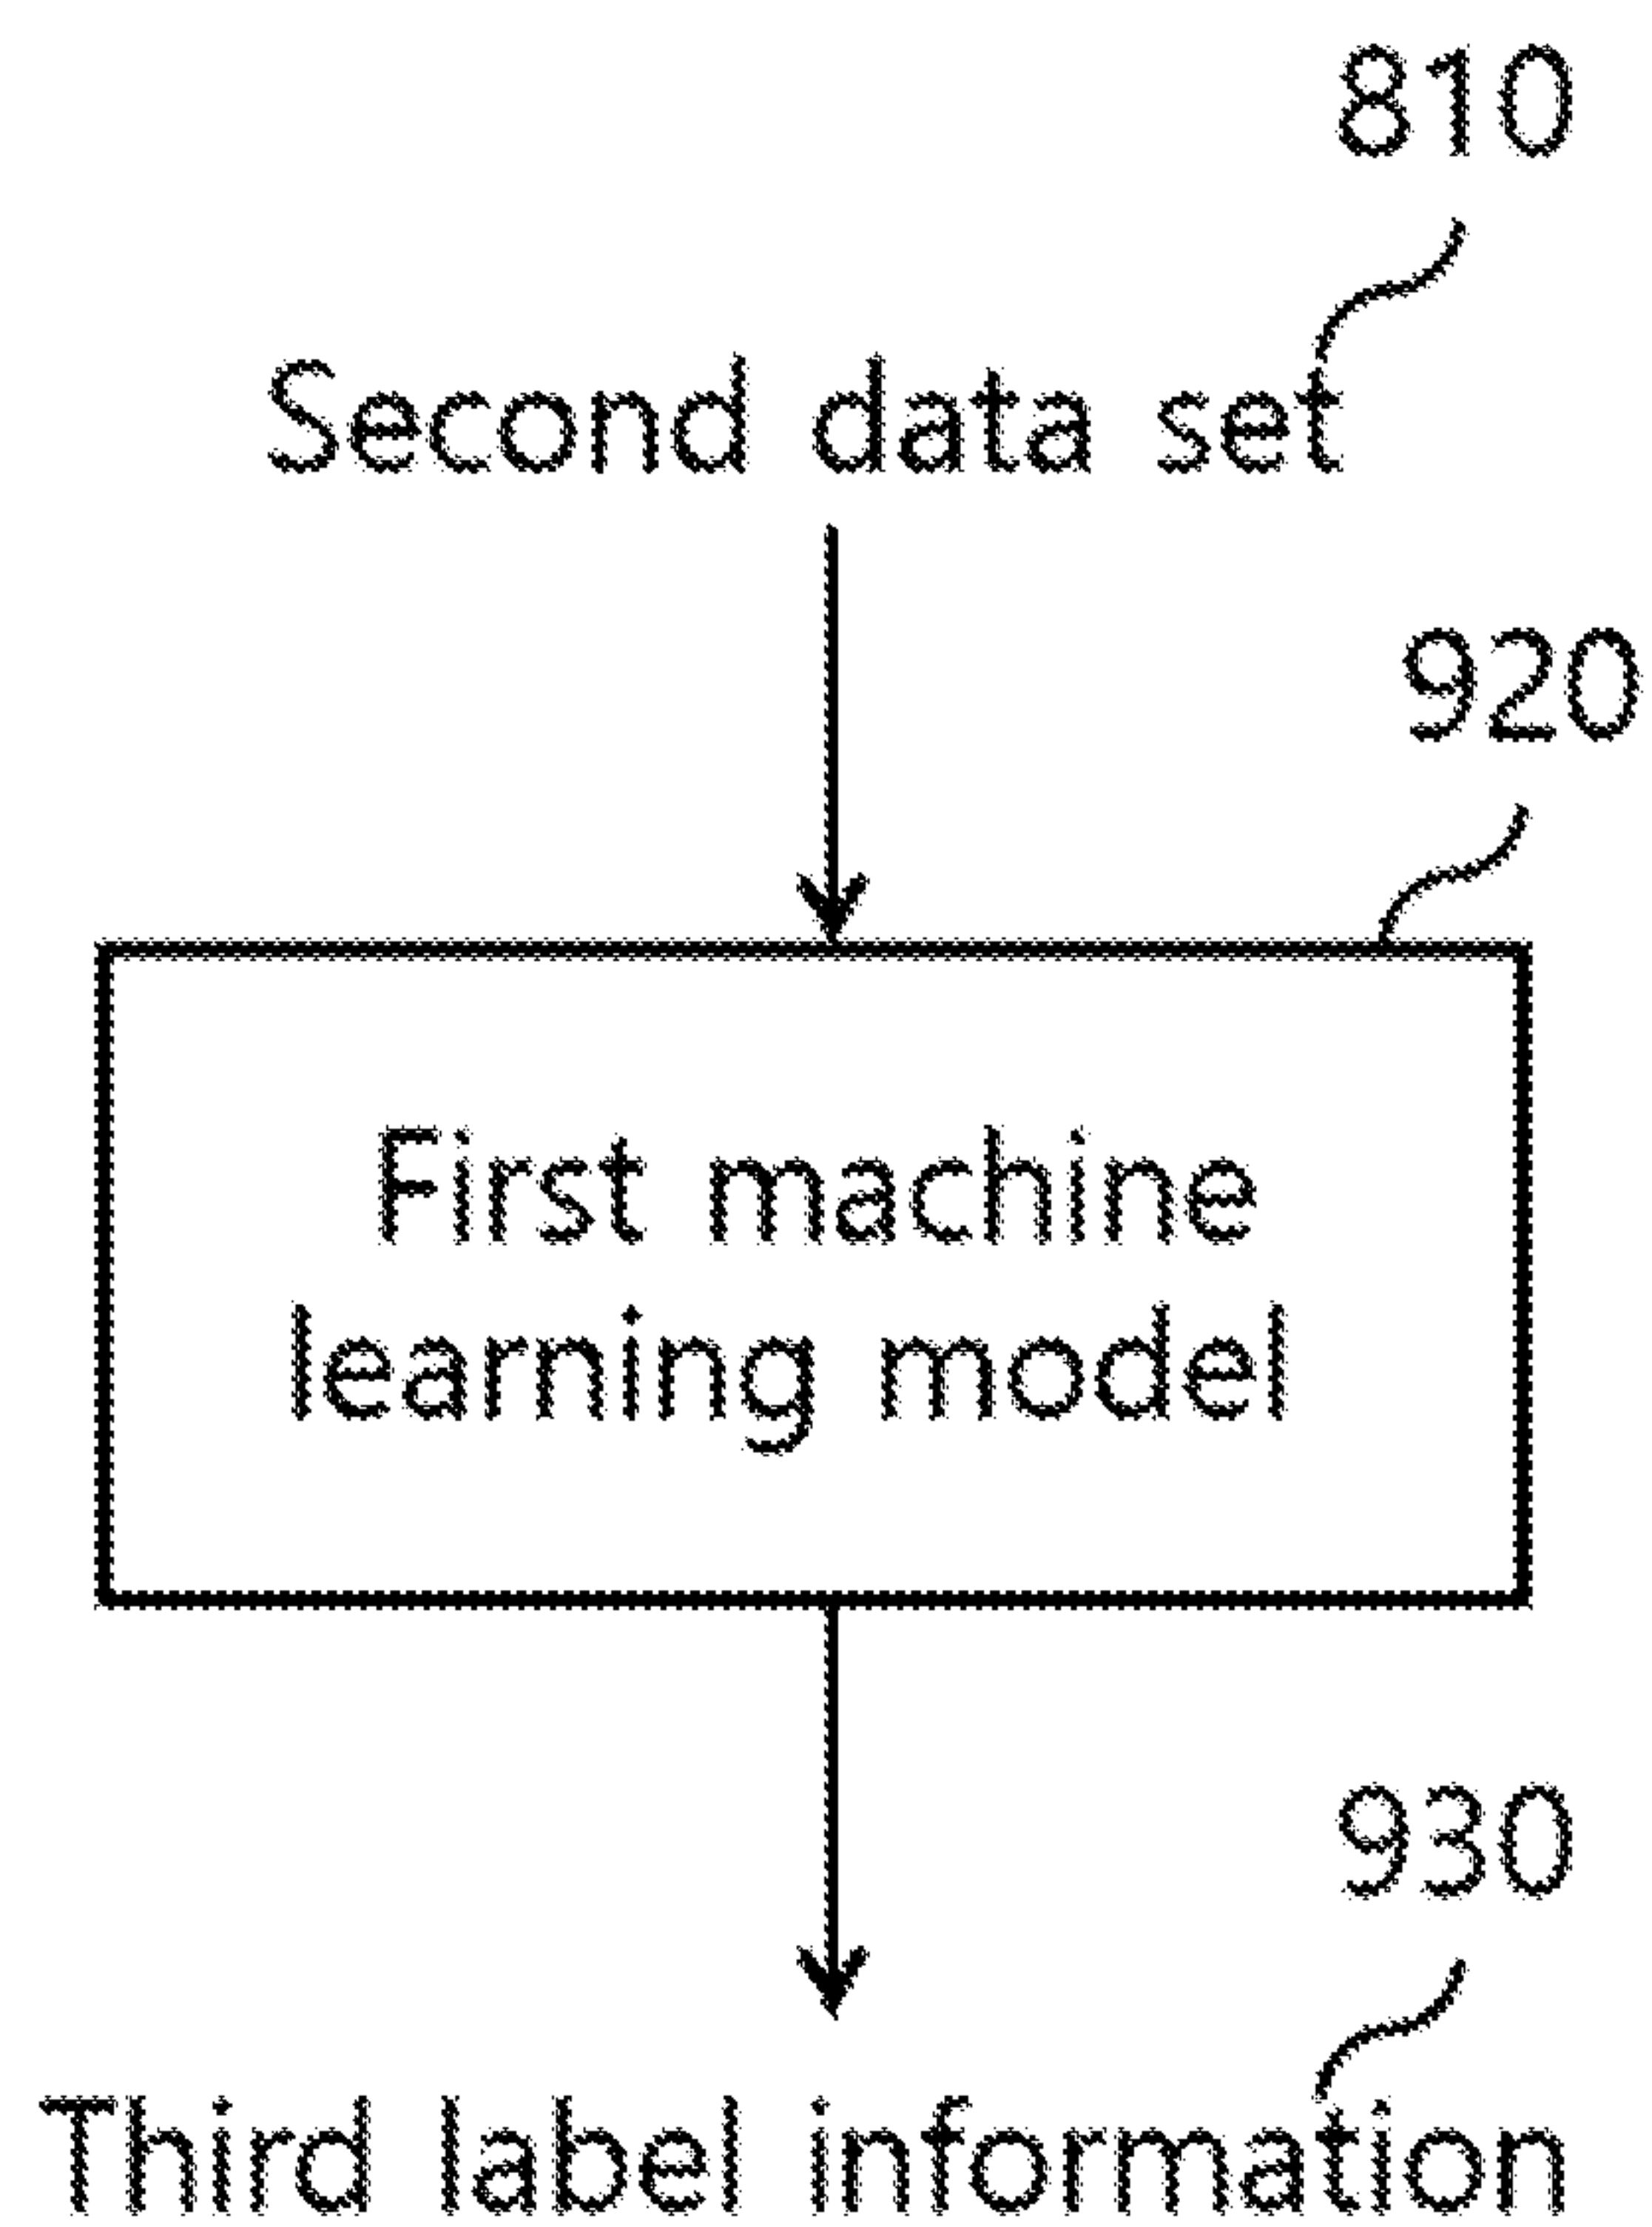 810
Second data set
920
First machine
learning model
930
Third label information